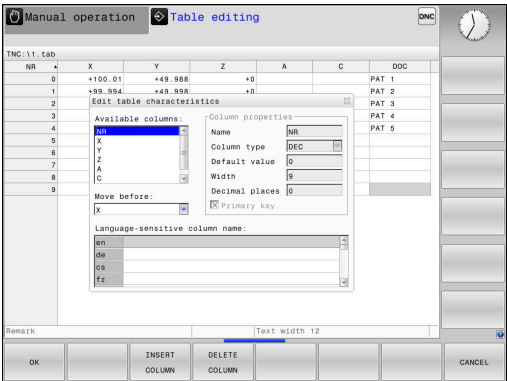 Manual operation
Table editing
DNC
TNC:\1.tab
NR X Y Z A C DOC
0 +100.01 +49.988 +0 PAT 1
1 +99.994 +49.998 +0 PAT 2
2 PAT 3
3 PAT 4
4 PAT 5
5
6
7
8
9
Edit table characteristics
Available columns:
NR
X
Y
Z
A
C
Move before:
X
Column properties
Name NR
Column type DEC
Default value 0
Width 9
Decimal places 0
Primary key
Language-sensitive column name:
en
de
cs
fr
Remark Text width 12
OK
INSERT COLUMN
DELETE COLUMN
CANCEL